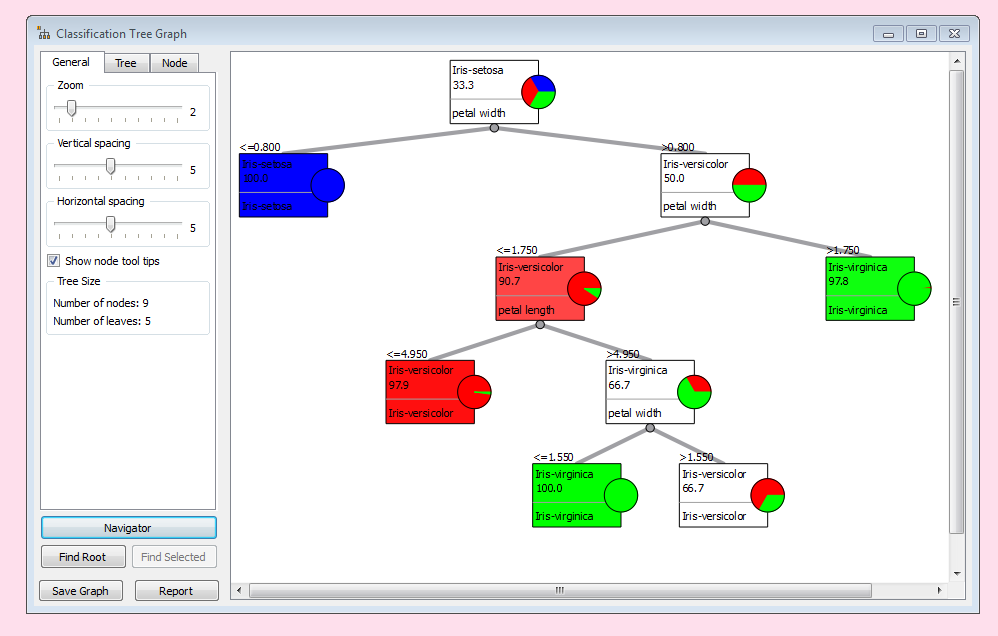 Classification Tree Graph
General Tree Node
Zoom
2
Vertical spacing
5
Horizontal spacing
5
Show node tool tips
Tree Size
Number of nodes: 9
Number of leaves: 5
Navigator
Find Root Find Selected
Save Graph Report
Iris-setosa
33.3
petal width
<=0.800
Iris-setosa
100.0
Iris-setosa
>0.800
Iris-versicolor
50.0
petal width
<=1.750
Iris-versicolor
90.7
petal length
>1.750
Iris-virginica
97.8
Iris-virginica
<=4.950
Iris-versicolor
97.9
Iris-versicolor
>4.950
Iris-virginica
66.7
petal width
<=1.550
Iris-virginica
100.0
Iris-virginica
>1.550
Iris-versicolor
66.7
Iris-versicolor